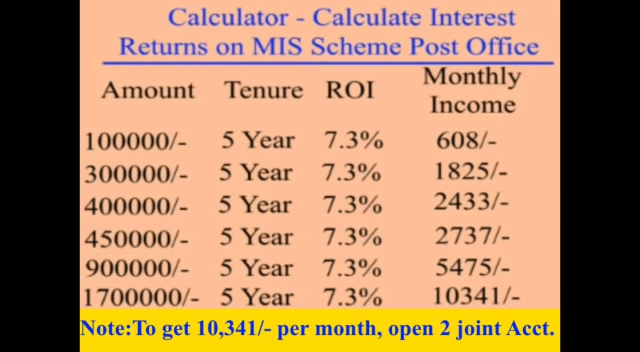 Calculator - Calculate Interest
Returns on MIS Scheme Post Office
Amount Tenure ROI Monthly Income
100000/- 5 Year 7.3% 608/-
300000/- 5 Year 7.3% 1825/-
400000/- 5 Year 7.3% 2433/-
450000/- 5 Year 7.3% 2737/-
900000/- 5 Year 7.3% 5475/-
1700000/- 5 Year 7.3% 10341/-
Note:To get 10,341/- per month, open 2 joint Acct.